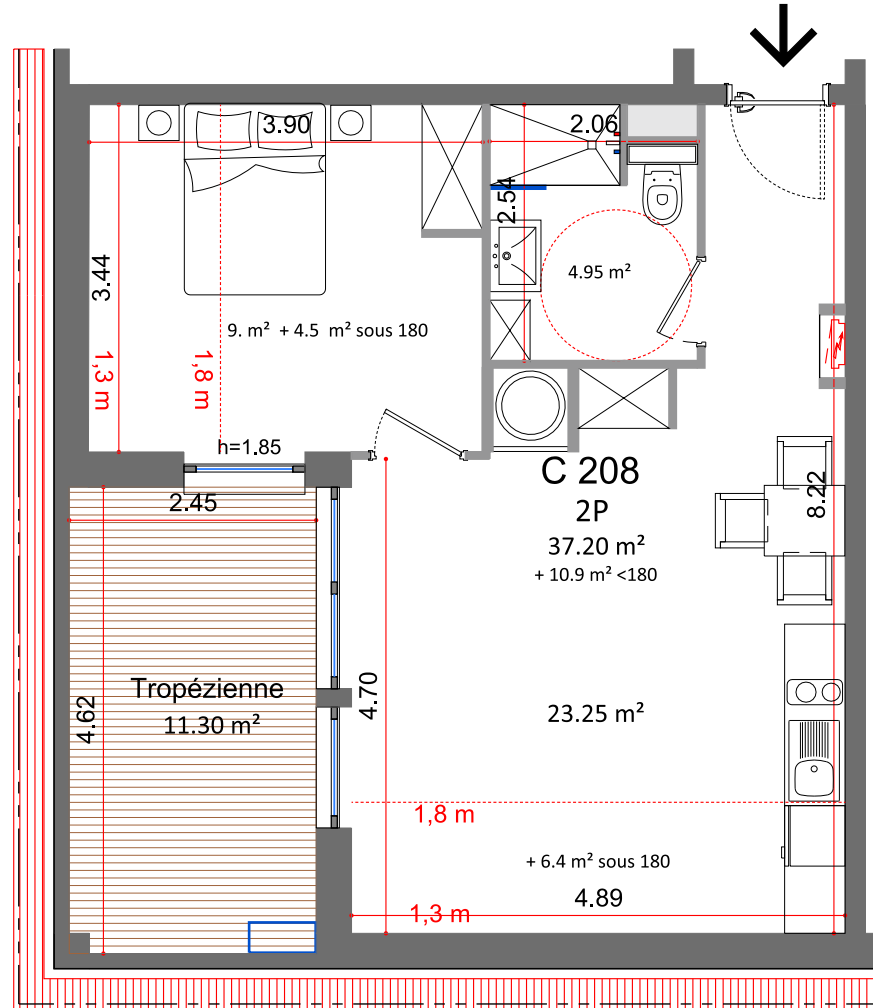 3.90
2.06
2.54
3.44
4.95 m²
9. m² + 4.5 m² sous 180
1,3 m
1,8 m
h=1.85
C 208
2P
37.20 m²
+ 10.9 m² <180
8.22
2.45
4.62
Tropézienne
11.30 m²
4.70
23.25 m²
1,8 m
+ 6.4 m² sous 180
4.89
1,3 m